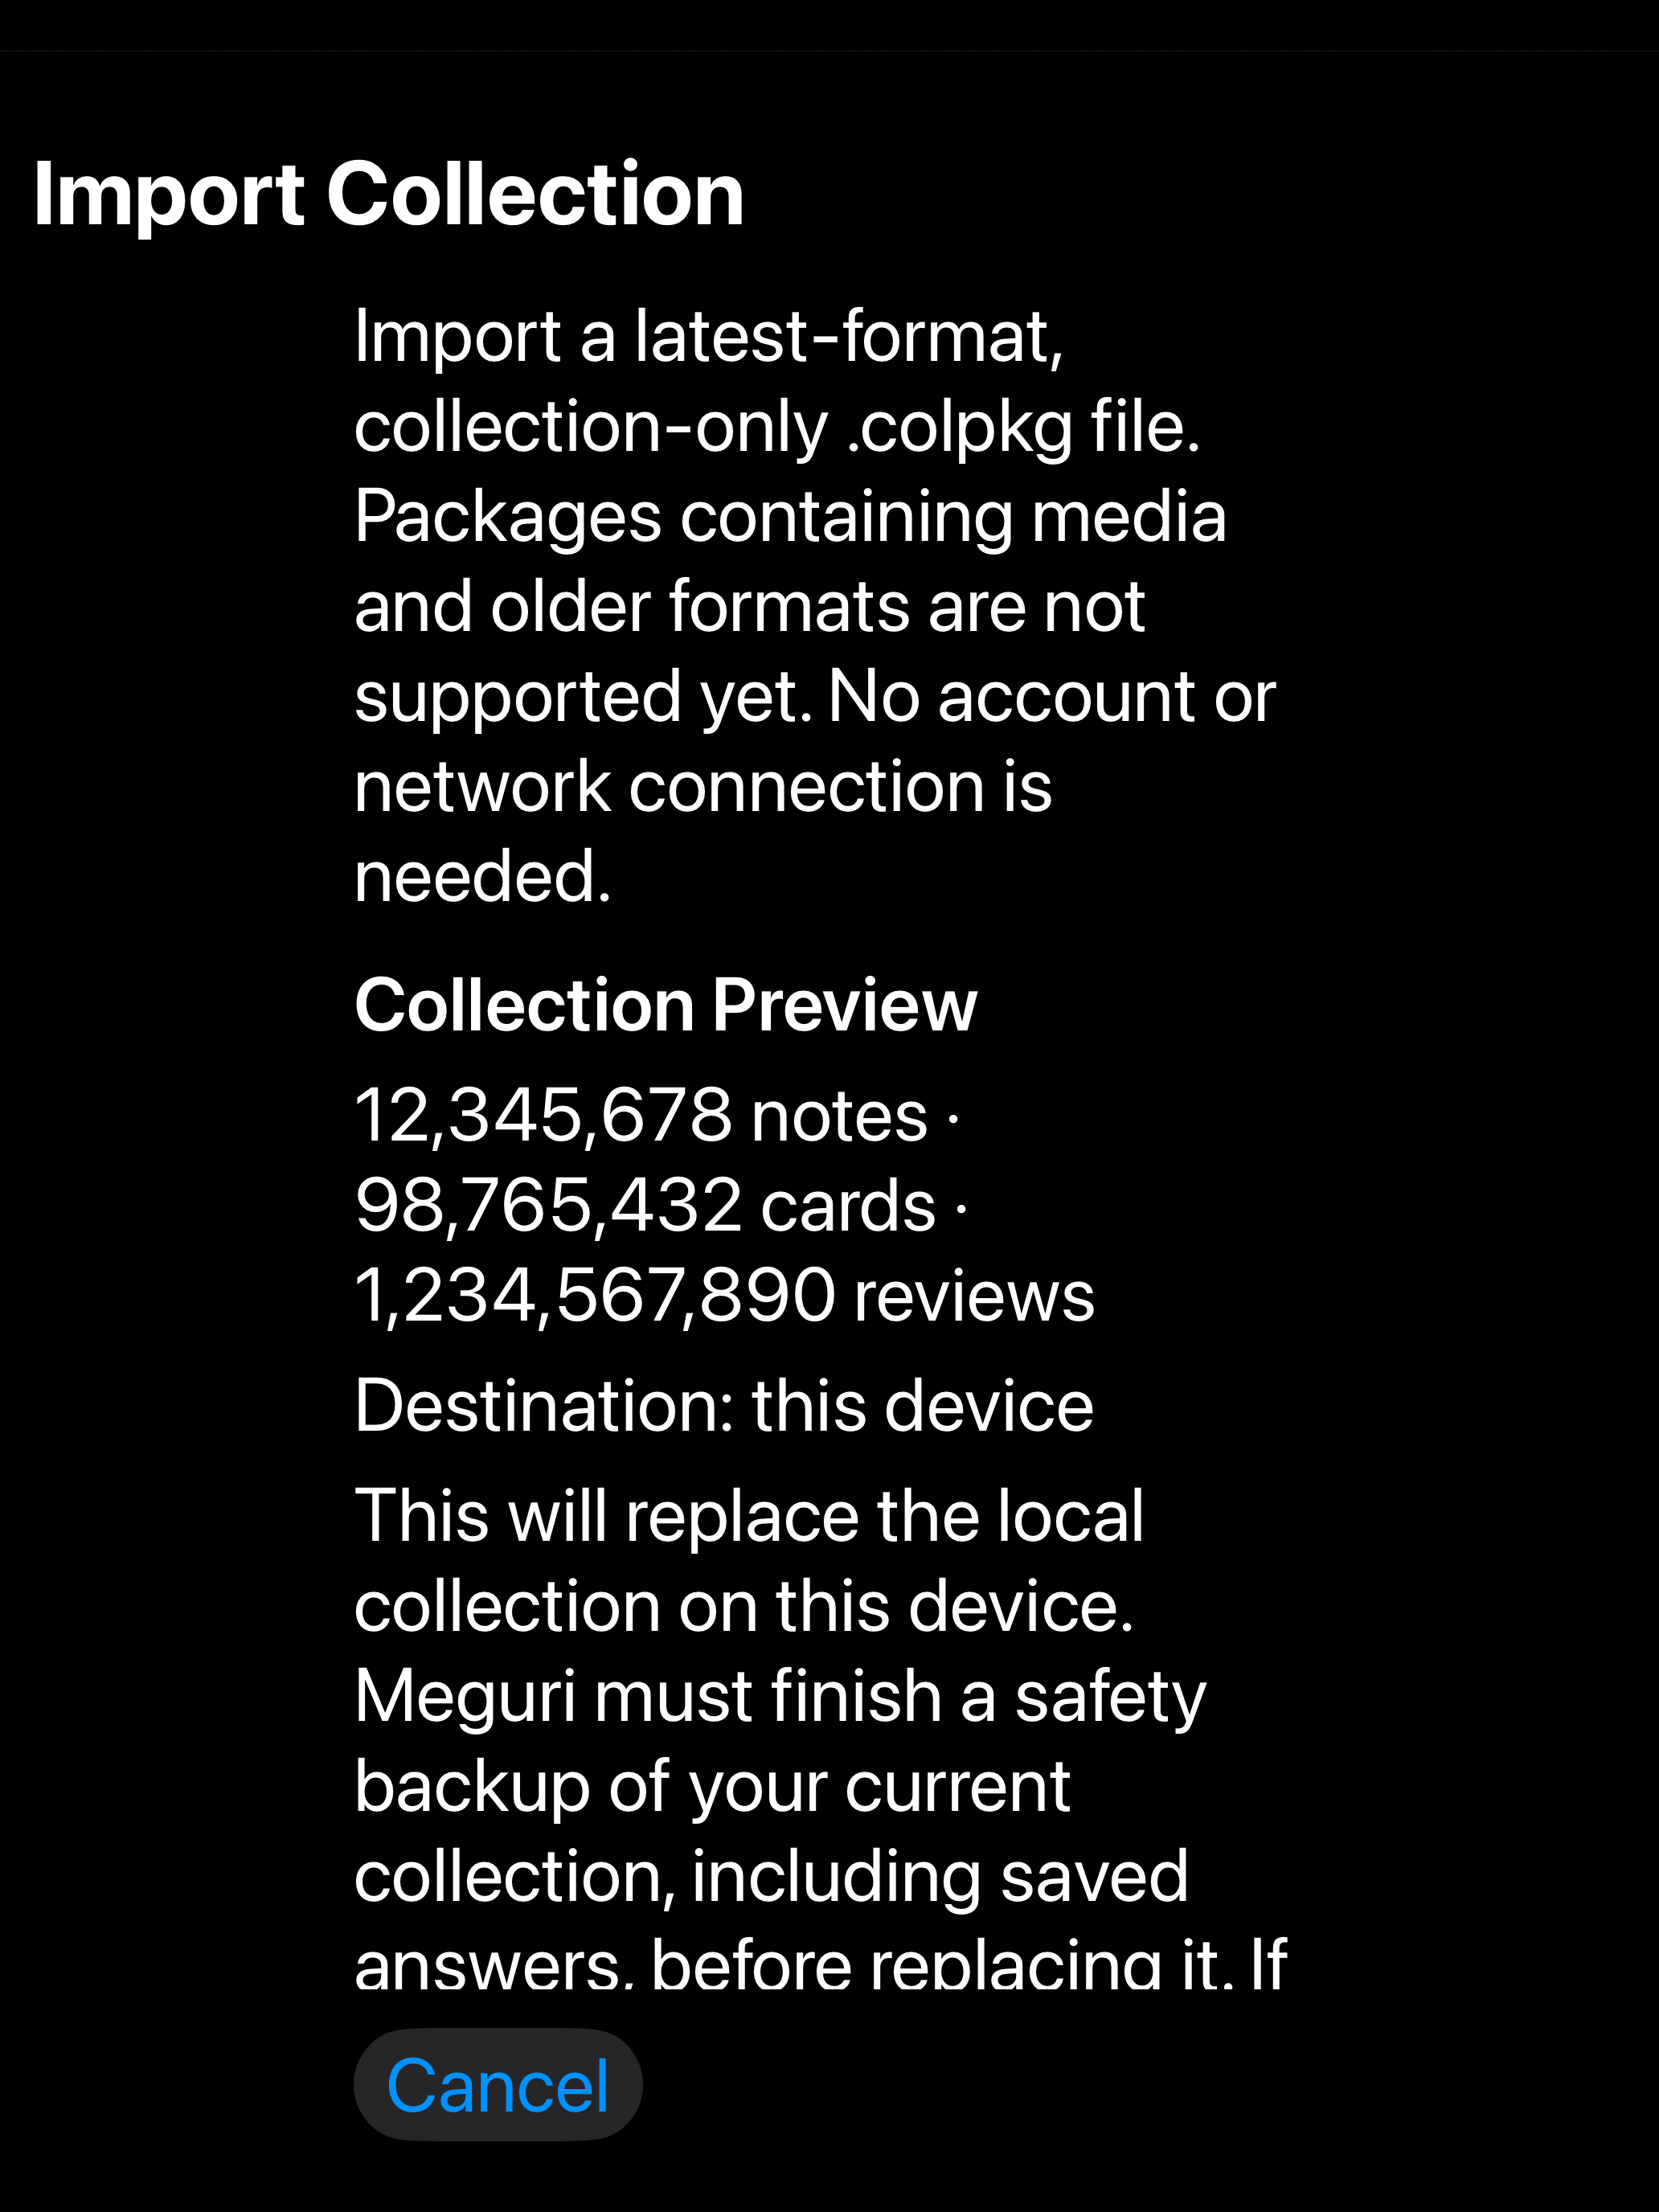 Import Collection
Import a latest-format,
collection-only .colpkg file.
Packages containing media
and older formats are not
supported yet. No account or
network connection is
needed.
Collection Preview
12,345,678 notes ·
98,765,432 cards ·
1,234,567,890 reviews
Destination: this device
This will replace the local
collection on this device.
Meguri must finish a safety
backup of your current
collection, including saved
answers, before replacing it. If
Cancel